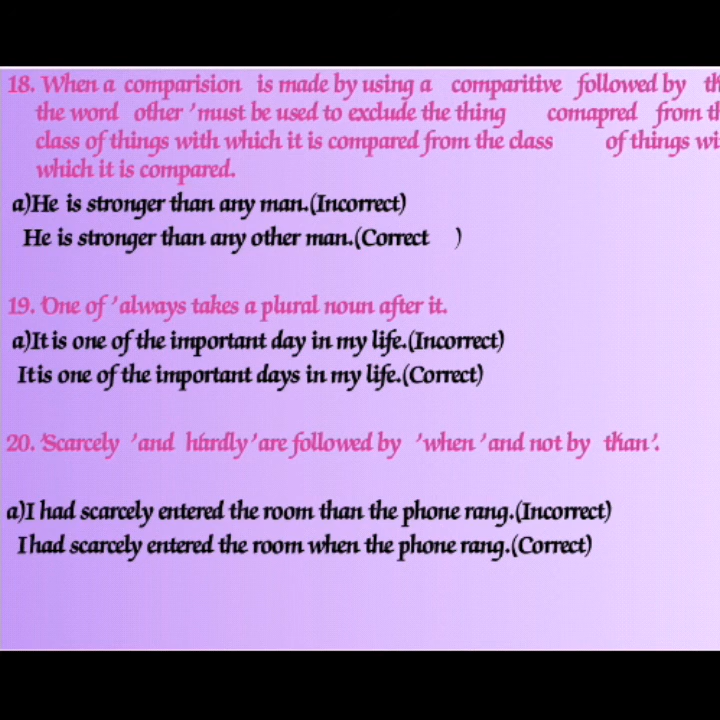 18. 'When a comparision is made by using a comparitive followed by
the word other 'must be used to exclude the thing comapred from
class of things with which it is compared from the class of things
which it is compared.
a)He is stronger than any man.(Incorrect)
He is stronger than any other man.(Correct )
19. 'One of 'always takes a plural noun after it.
a)It is one of the important day in my life.(Incorrect)
It is one of the important days in my life.(Correct)
20. 'Scarcely 'and hardly 'are followed by 'when 'and not by than'.
a)I had scarcely entered the room than the phone rang.(Incorrect)
I had scarcely entered the room when the phone rang.(Correct)